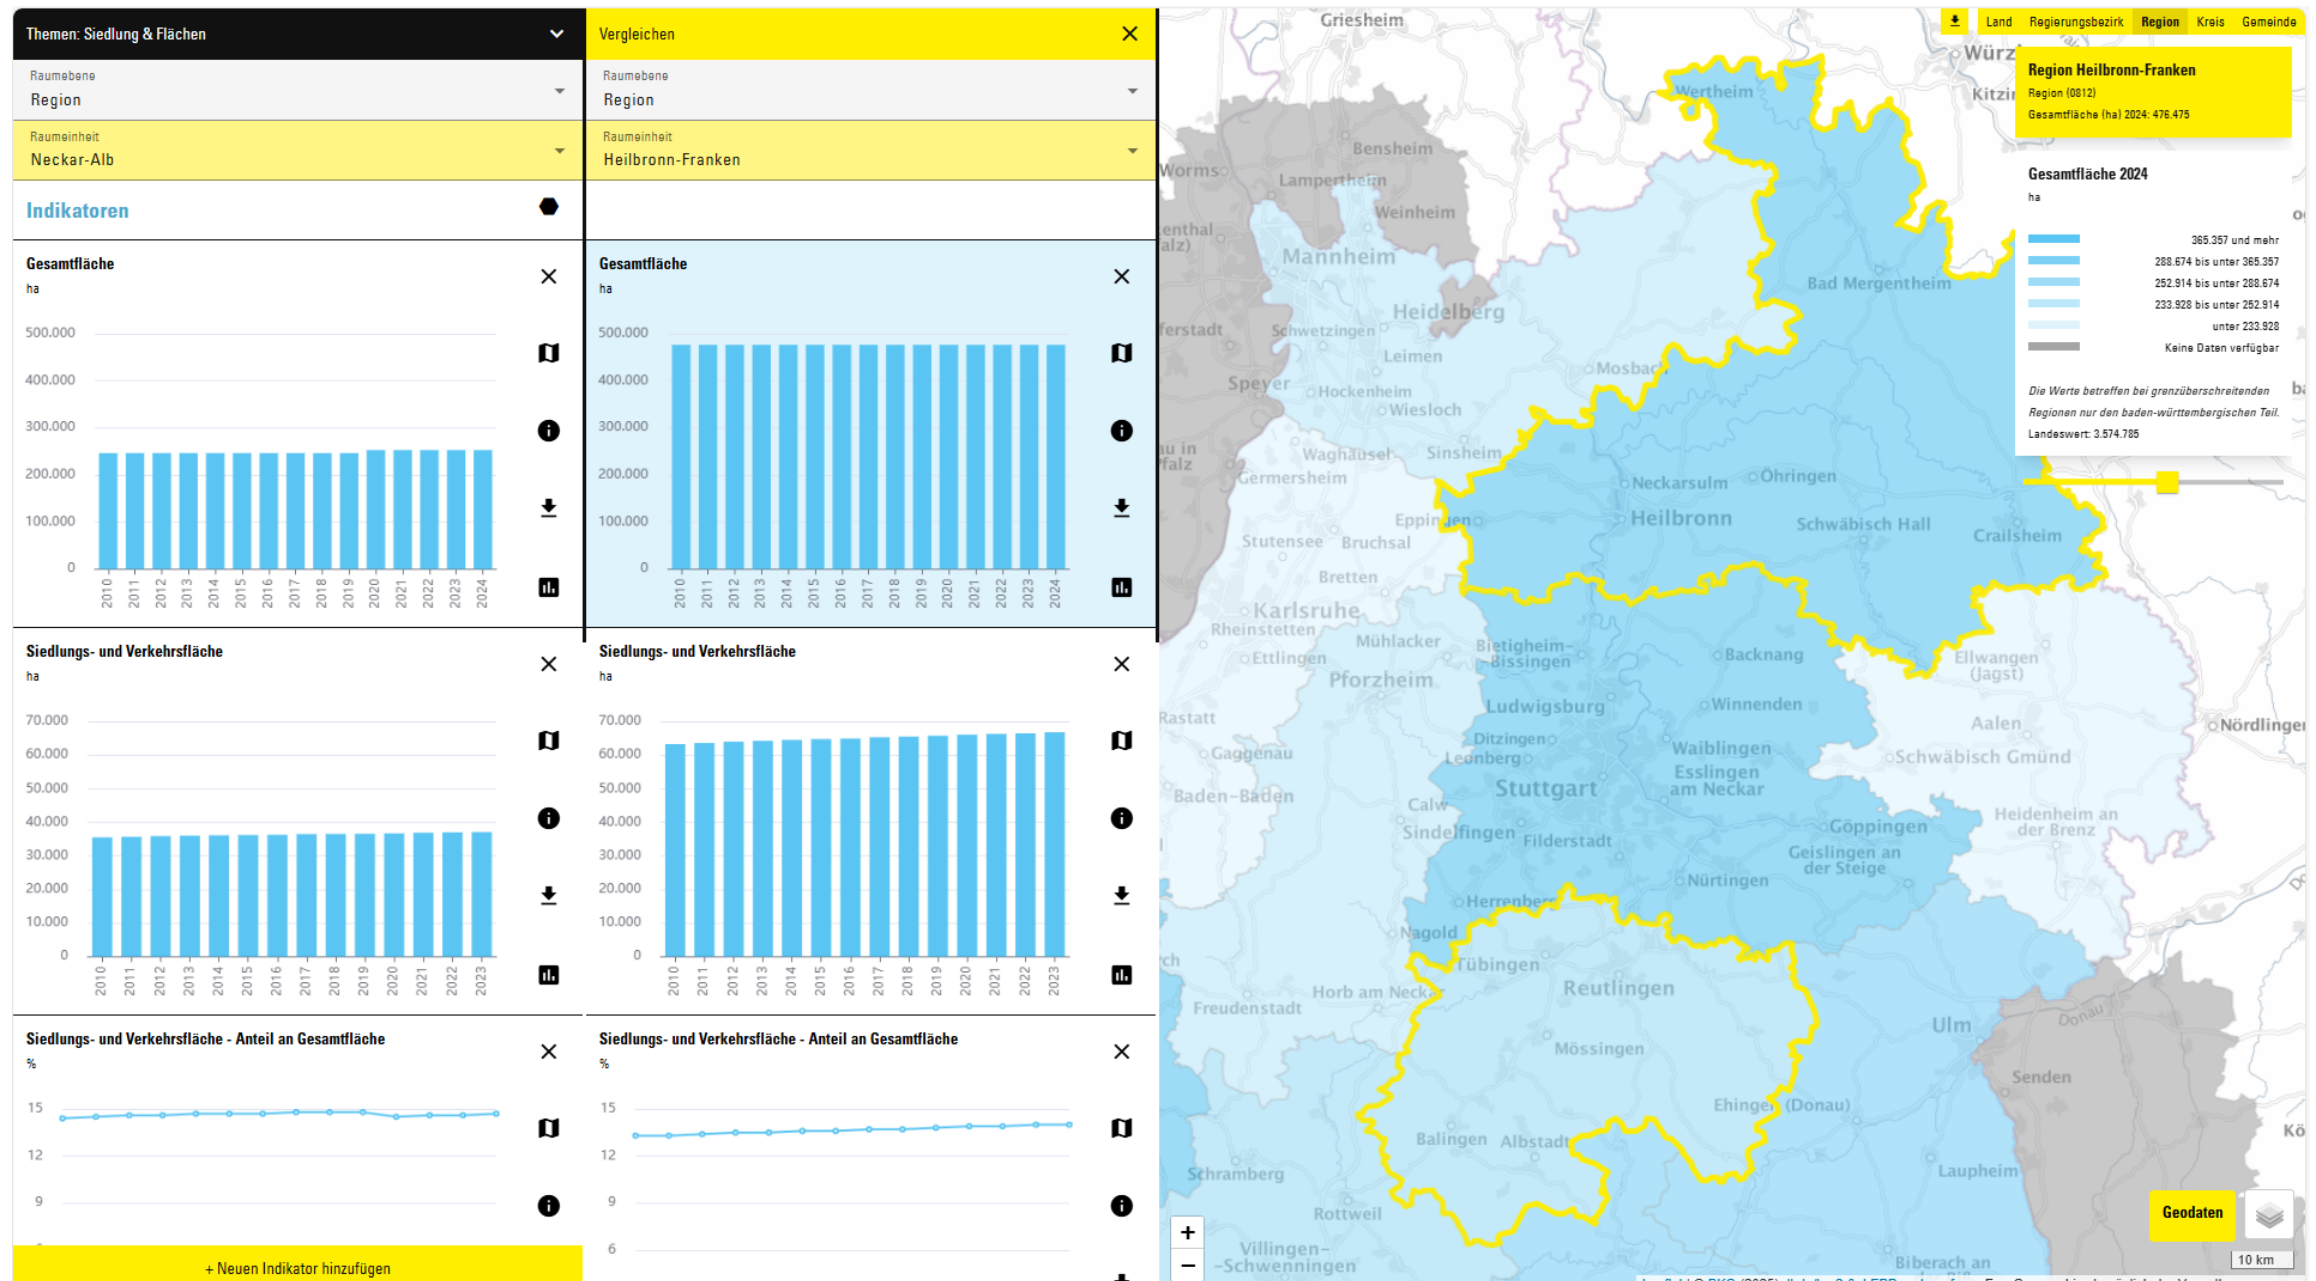 Themen: Siedlung & Flächen
Raumebene
Region
Raumeinheit
Neckar-Alb
Indikatoren
Gesamtfläche
ha
500.000
400.000
300.000
200.000
100.000
0
2010 2011 2012 2013 2014 2015 2016 2017 2018 2019 2020 2021 2022 2023 2024
Siedlungs- und Verkehrsfläche
ha
70.000
60.000
50.000
40.000
30.000
20.000
10.000
0
2010 2011 2012 2013 2014 2015 2016 2017 2018 2019 2020 2021 2022 2023
Siedlungs- und Verkehrsfläche - Anteil an Gesamtfläche
%
15
12
9
+ Neuen Indikator hinzufügen
Vergleichen
Raumebene
Region
Raumeinheit
Heilbronn-Franken
Gesamtfläche
ha
500.000
400.000
300.000
200.000
100.000
0
2010 2011 2012 2013 2014 2015 2016 2017 2018 2019 2020 2021 2022 2023 2024
Siedlungs- und Verkehrsfläche
ha
70.000
60.000
50.000
40.000
30.000
20.000
10.000
0
2010 2011 2012 2013 2014 2015 2016 2017 2018 2019 2020 2021 2022 2023
Siedlungs- und Verkehrsfläche - Anteil an Gesamtfläche
%
15
12
9
6
Land Regierungsbezirk Region Kreis Gemeinde
Region Heilbronn-Franken
Region (0812)
Gesamtfläche (ha) 2024: 476.475
Gesamtfläche 2024
ha
365.357 und mehr
288.674 bis unter 365.357
252.914 bis unter 288.674
233.928 bis unter 252.914
unter 233.928
Keine Daten verfügbar
Die Werte betreffen bei grenzüberschreitenden
Regionen nur den baden-württembergischen Teil.
Landeswert: 3.574.785
Griesheim
Würz
Kitzi
Wertheim
Bensheim
Worms
Lampertheim
Weinheim
enthal
alz)
Mannheim
Bad Mergentheim
Heidelberg
ferstadt
Schwetzingen
Leimen
Mosbach
Speyer
Hockenheim
Wiesloch
au in
falz
Waghäusel
Sinsheim
Germersheim
Neckarsulm
Öhringen
Eppingen
Heilbronn
Schwäbisch Hall
Crailsheim
Stutensee
Bruchsal
Bretten
Karlsruhe
Rheinstetten
Mühlacker
Ettlingen
Bietigheim-
-Bissingen
Backnang
Ellwangen
(Jagst)
Pforzheim
Ludwigsburg
Winnenden
Rastatt
Aalen
Nördlinge
Gaggenau
Ditzingen
Leonberg
Waiblingen
Schwäbisch Gmünd
Esslingen
am Neckar
Stuttgart
Baden-Baden
Calw
Sindelfingen
Filderstadt
Göppingen
Heidenheim an
der Brenz
Geislingen an
der Steige
Nürtingen
Herrenberg
Nagold
rch
Tübingen
Horb am Neckar
Reutlingen
Freudenstadt
Ulm
Donau
Mössingen
Senden
Ehingen (Donau)
Balingen
Albstadt
Kö
Schramberg
Laupheim
Rottweil
Geodaten
Villingen-
-Schwenningen
Biberach an
+
−
10 km